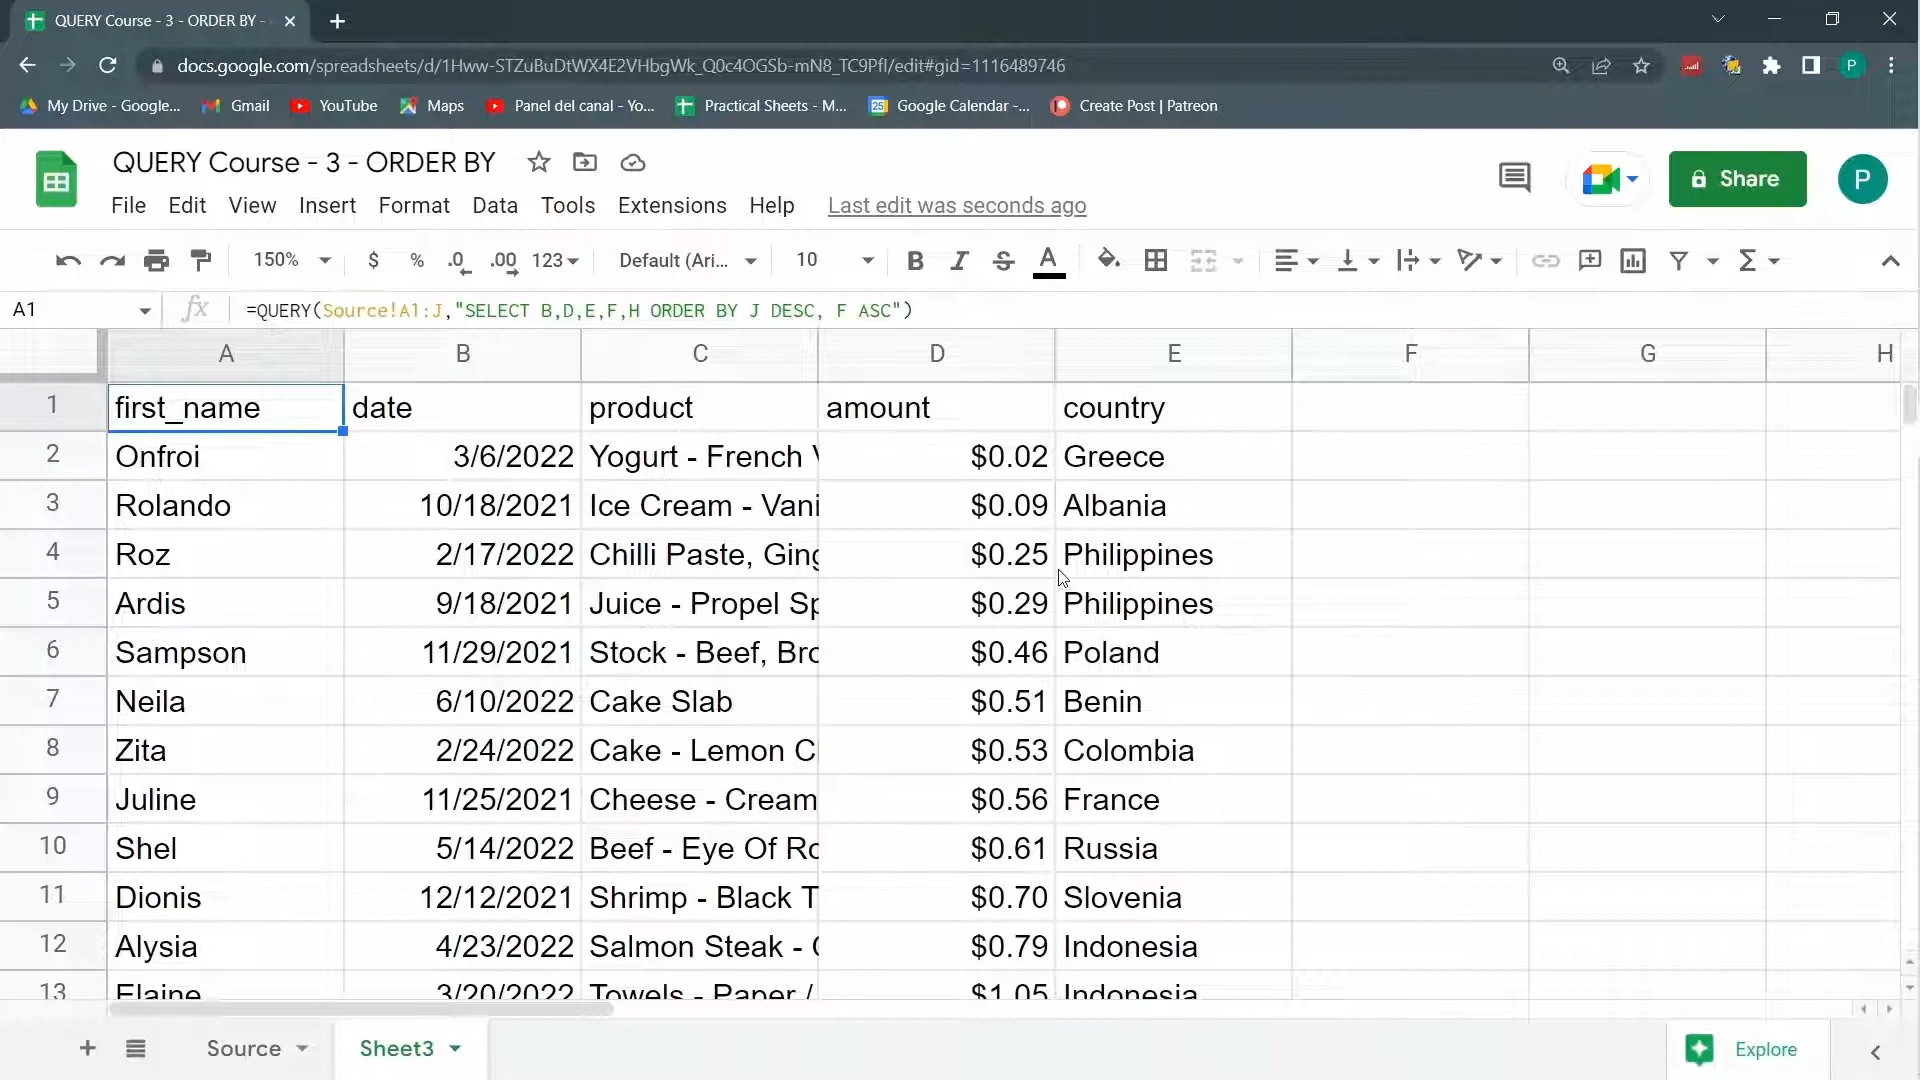 QUERY Course - 3 - ORDER BY -
docs.google.com/spreadsheets/d/1Hww-STZuBuDtWX4E2VHbgWk_Q0c4OGSb-mN8_TC9PfI/edit#gid=1116489746
My Drive - Google... Gmail YouTube Maps Panel del canal - Yo... Practical Sheets - M... Google Calendar -... Create Post | Patreon
QUERY Course - 3 - ORDER BY
Share
P
File Edit View Insert Format Data Tools Extensions Help Last edit was seconds ago
150% $ % .0 .00 123 Default (Ari... 10 B I S A
A1 fx =QUERY(Source!A1:J,"SELECT B,D,E,F,H ORDER BY J DESC, F ASC")
A B C D E F G H
1 first_name date product amount country
2 Onfroi 3/6/2022 Yogurt - French $0.02 Greece
3 Rolando 10/18/2021 Ice Cream - Vani $0.09 Albania
4 Roz 2/17/2022 Chilli Paste, Ging $0.25 Philippines
5 Ardis 9/18/2021 Juice - Propel Sp $0.29 Philippines
6 Sampson 11/29/2021 Stock - Beef, Bro $0.46 Poland
7 Neila 6/10/2022 Cake Slab $0.51 Benin
8 Zita 2/24/2022 Cake - Lemon C $0.53 Colombia
9 Juline 11/25/2021 Cheese - Cream $0.56 France
10 Shel 5/14/2022 Beef - Eye Of Ro $0.61 Russia
11 Dionis 12/12/2021 Shrimp - Black T $0.70 Slovenia
12 Alysia 4/23/2022 Salmon Steak - $0.79 Indonesia
13 Elaine 3/20/2022 Towels - Paper / $1.05 Indonesia
Source Sheet3 Explore